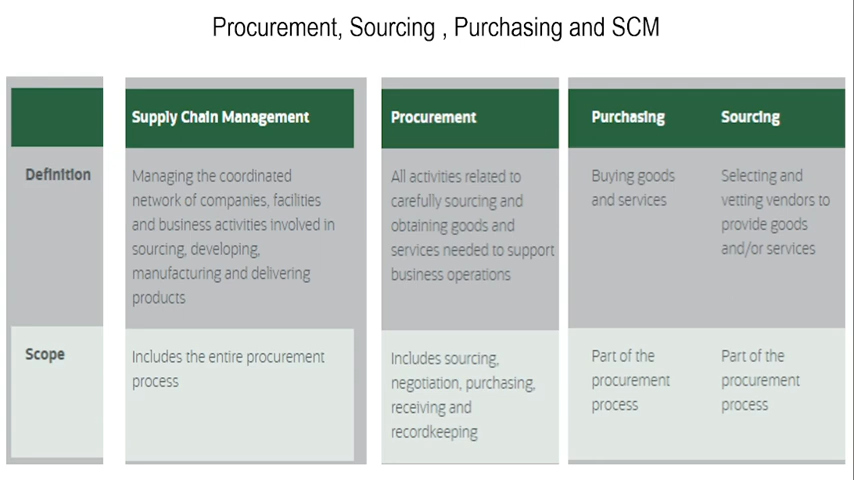 Procurement, Sourcing , Purchasing and SCM
Supply Chain Management
Procurement
Purchasing
Sourcing
Definition
Managing the coordinated
network of companies, facilities
and business activities involved in
sourcing, developing,
manufacturing and delivering
products
All activities related to
carefully sourcing and
obtaining goods and
services needed to support
business operations
Buying goods
and services
Selecting and
vetting vendors to
provide goods
and/or services
Scope
Includes the entire procurement
process
Includes sourcing,
negotiation, purchasing,
receiving and
recordkeeping
Part of the
procurement
process
Part of the
procurement
process